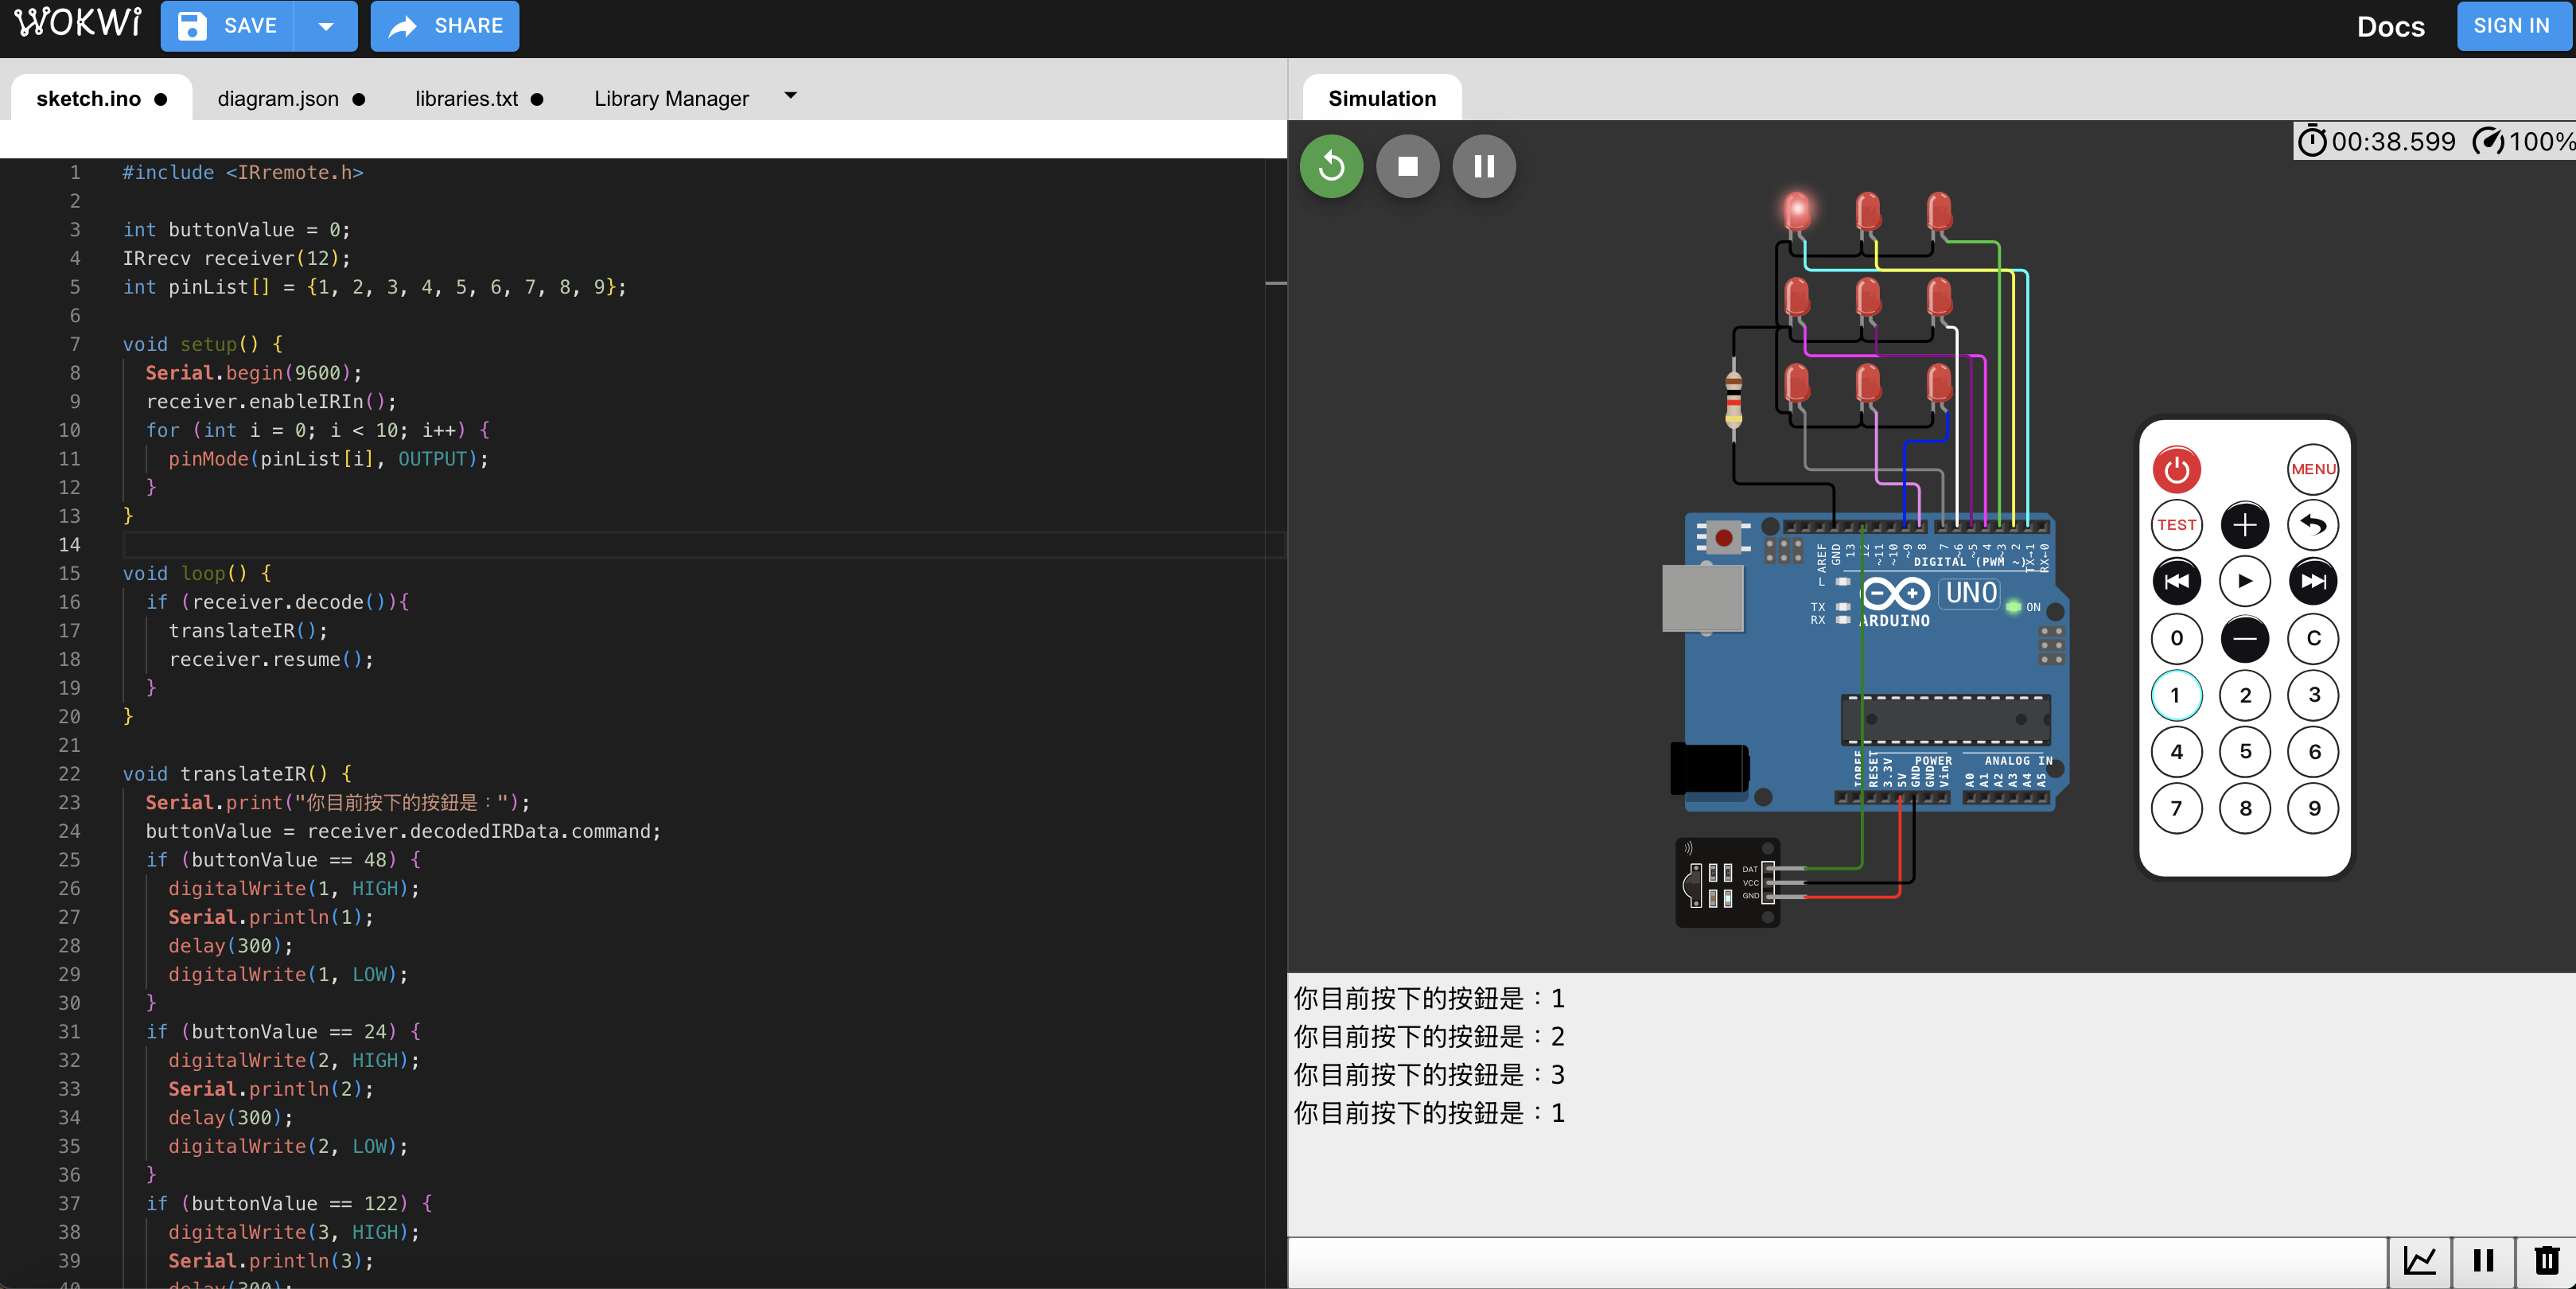 WOKWi SAVE SHARE Docs SIGN IN
sketch.ino diagram.json libraries.txt Library Manager
Simulation
00:38.599 100%
1 #include <IRremote.h>
2
3 int buttonValue = 0;
4 IRrecv receiver(12);
5 int pinList[] = {1, 2, 3, 4, 5, 6, 7, 8, 9};
6
7 void setup() {
8 Serial.begin(9600);
9 receiver.enableIRIn();
10 for (int i = 0; i < 10; i++) {
11 pinMode(pinList[i], OUTPUT);
12 }
13 }
14
15 void loop() {
16 if (receiver.decode()){
17 translateIR();
18 receiver.resume();
19 }
20 }
21
22 void translateIR() {
23 Serial.print("你目前按下的按鈕是：");
24 buttonValue = receiver.decodedIRData.command;
25 if (buttonValue == 48) {
26 digitalWrite(1, HIGH);
27 Serial.println(1);
28 delay(300);
29 digitalWrite(1, LOW);
30 }
31 if (buttonValue == 24) {
32 digitalWrite(2, HIGH);
33 Serial.println(2);
34 delay(300);
35 digitalWrite(2, LOW);
36 }
37 if (buttonValue == 122) {
38 digitalWrite(3, HIGH);
39 Serial.println(3);
40 delay(300);
AREF GND 13 12 ~11 ~10 ~9 8 7 ~6 ~5 4 ~3 2 TX→1 RX←0
DIGITAL (PWM ~)
L
TX
RX
UNO
ON
ARDUINO
IOREF RESET 3.3V 5V GND GND Vin A0 A1 A2 A3 A4 A5
POWER ANALOG IN
DAT
VCC
GND
MENU
TEST
0 C
1 2 3
4 5 6
7 8 9
你目前按下的按鈕是：1
你目前按下的按鈕是：2
你目前按下的按鈕是：3
你目前按下的按鈕是：1